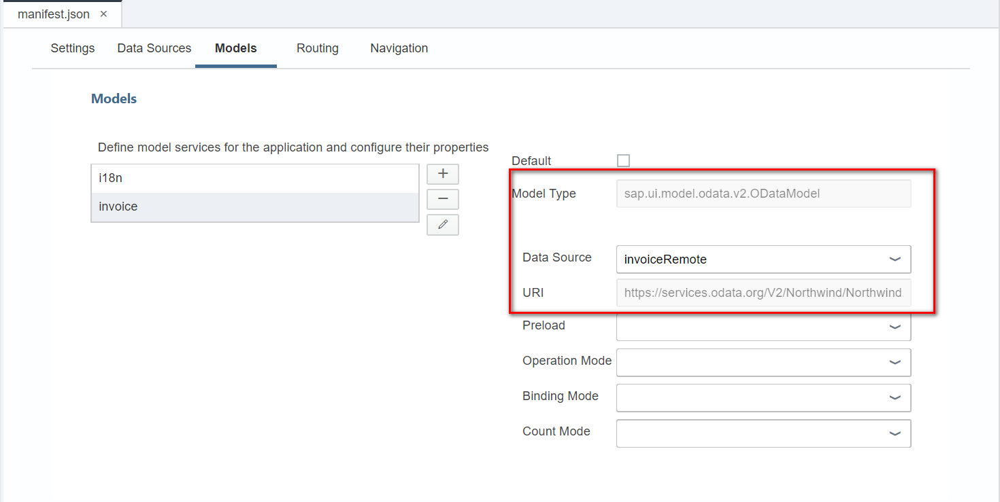 manifest.json ×
Settings Data Sources Models Routing Navigation
Models
Define model services for the application and configure their properties
i18n
invoice
Default
Model Type sap.ui.model.odata.v2.ODataModel
Data Source invoiceRemote
URI https://services.odata.org/V2/Northwind/Northwind.
Preload
Operation Mode
Binding Mode
Count Mode